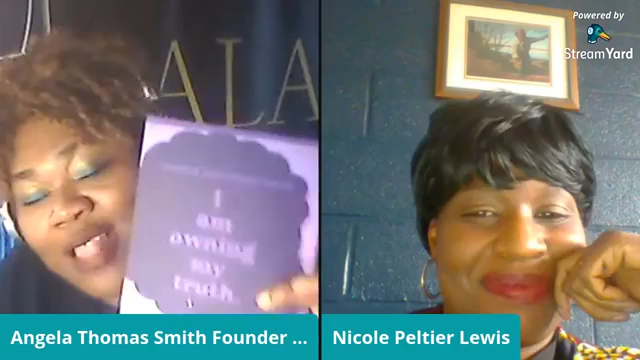 Powered by
StreamYard
ALA
I
am
owning
my
truth.
Angela Thomas Smith Founder ...
Nicole Peltier Lewis